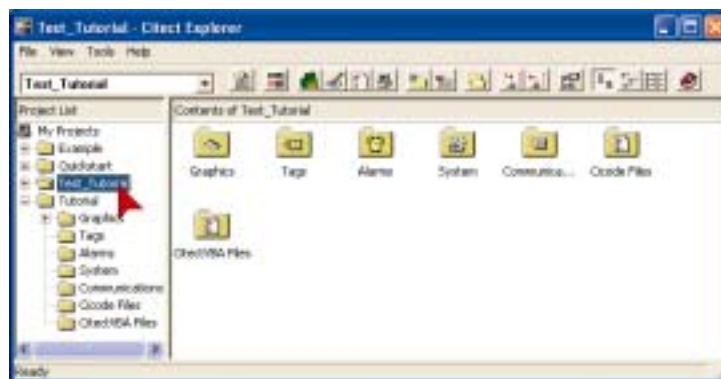 Test_Tutorial - Citect Explorer
File View Tools Help
Test_Tutorial
Project List
My Projects
Example
Quickstart
Test_Tutorial
Tutorial
Graphics
Tags
Alarms
System
Communications
Cicode Files
CitectVBA Files
Contents of Test_Tutorial
Graphics
Tags
Alarms
System
Communica...
Cicode Files
CitectVBA Files
Ready